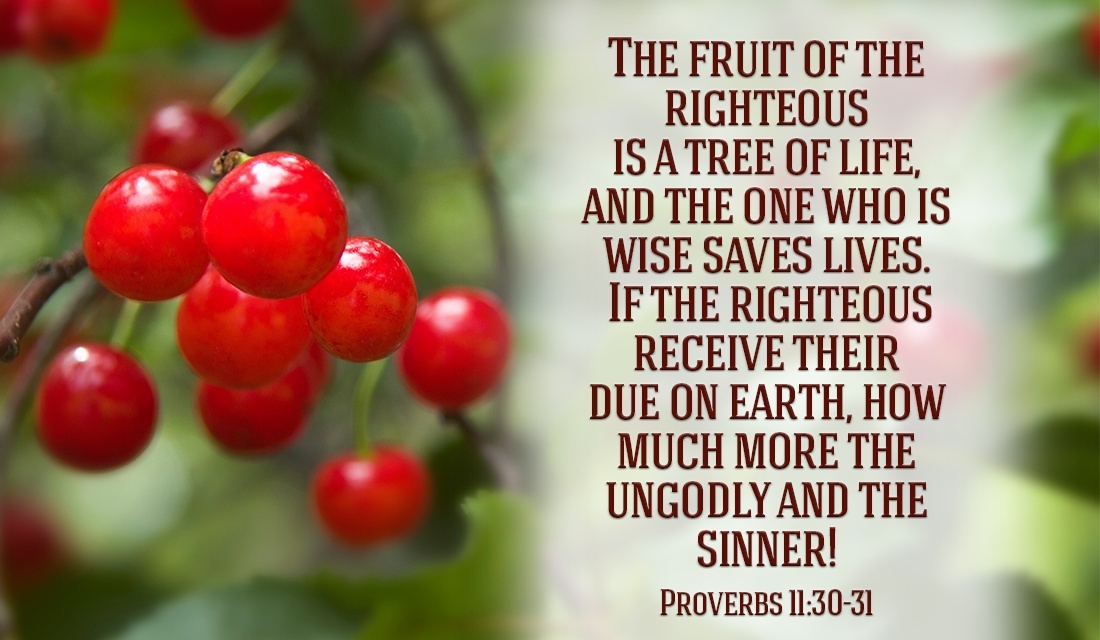 The fruit of the
righteous
is a tree of life,
and the one who is
wise saves lives.
If the righteous
receive their
due on earth, how
much more the
ungodly and the
sinner!
Proverbs 11:30-31